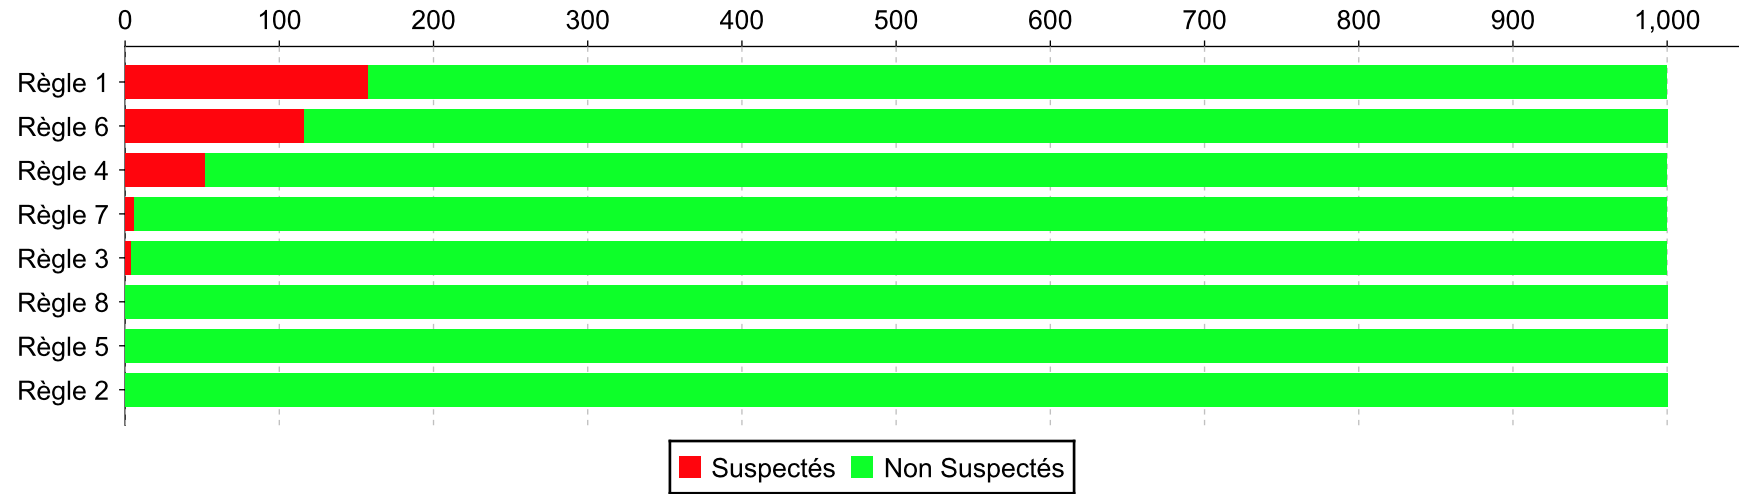 0 100 200 300 400 500 600 700 800 900 1,000
Règle 1
Règle 6
Règle 4
Règle 7
Règle 3
Règle 8
Règle 5
Règle 2
Suspectés Non Suspectés